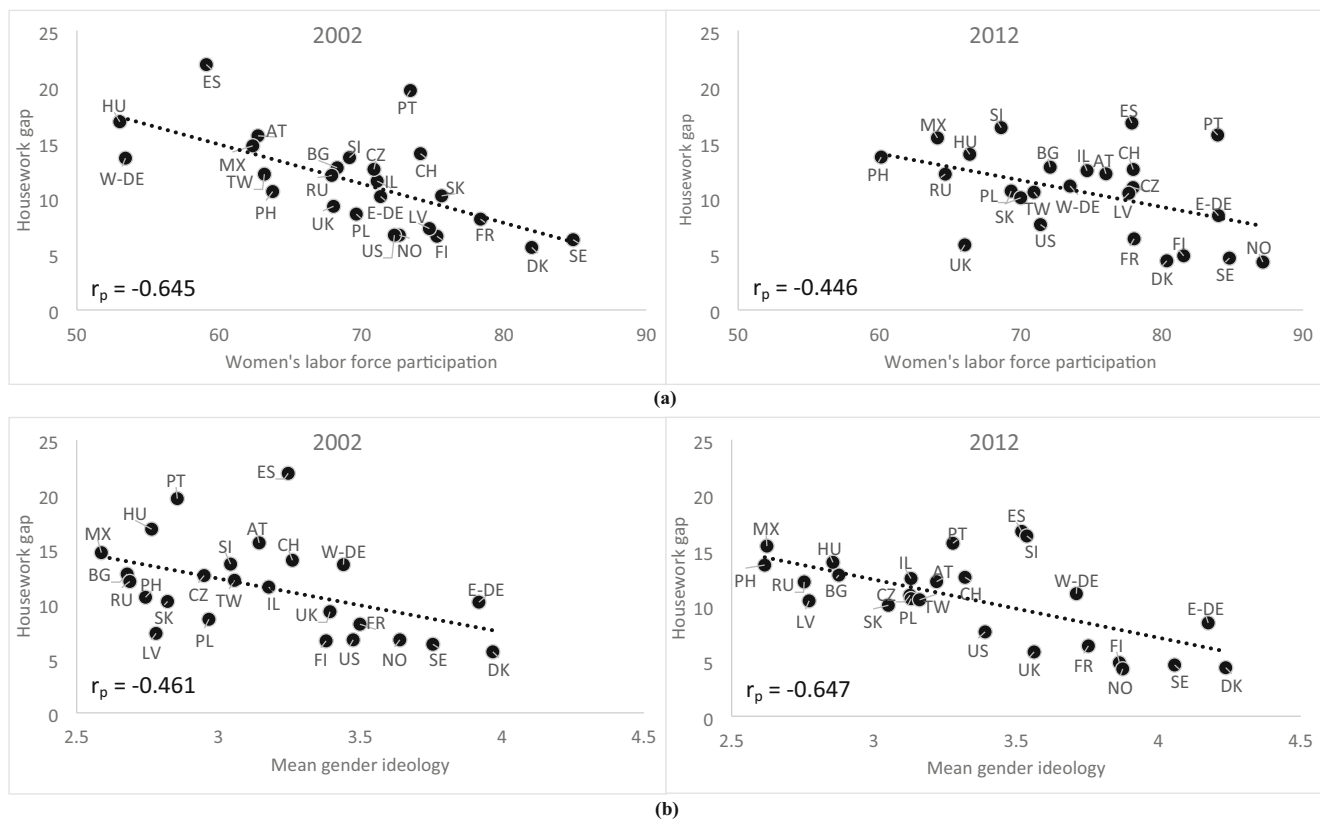 2002
25
20
15
10
5
0
Housework gap
ES
HU
PT
AT
MX
W-DE
TW
PH
BG
SI
RU
CZ
IL
CH
UK
PL
E-DE
SK
LV
US
NO
FI
FR
DK
SE
rp = -0.645
50
60
70
80
90
Women's labor force participation
2012
25
20
15
10
5
0
Housework gap
MX
SI
ES
PT
PH
HU
RU
BG
IL
AT
CH
PL
SK
TW
W-DE
CZ
LV
E-DE
UK
US
FR
DK
FI
SE
NO
rp = -0.446
50
60
70
80
90
Women's labor force participation
(a)
2002
25
20
15
10
5
0
Housework gap
ES
PT
HU
MX
AT
SI
CH
W-DE
BG
RU
PH
SK
CZ
TW
IL
E-DE
LV
PL
UK
FR
FI
US
NO
SE
DK
rp = -0.461
2.5
3
3.5
4
4.5
Mean gender ideology
2012
25
20
15
10
5
0
Housework gap
MX
PH
HU
PT
ES
SI
RU
BG
LV
IL
AT
CH
CZ
SK
PL
TW
W-DE
E-DE
US
UK
FR
FI
NO
SE
DK
rp = -0.647
2.5
3
3.5
4
4.5
Mean gender ideology
(b)